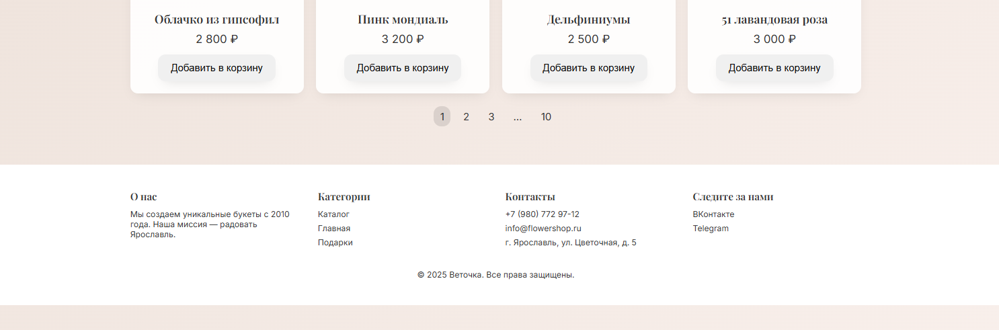 Облачко из гипсофил
2 800 ₽
Добавить в корзину
Пинк мондиаль
3 200 ₽
Добавить в корзину
Дельфиниумы
2 500 ₽
Добавить в корзину
51 лавандовая роза
3 000 ₽
Добавить в корзину
1 2 3 ... 10
О нас
Мы создаем уникальные букеты с 2010
года. Наша миссия — радовать
Ярославль.
Категории
Каталог
Главная
Подарки
Контакты
+7 (980) 772 97-12
info@flowershop.ru
г. Ярославль, ул. Цветочная, д. 5
Следите за нами
ВКонтакте
Telegram
© 2025 Веточка. Все права защищены.